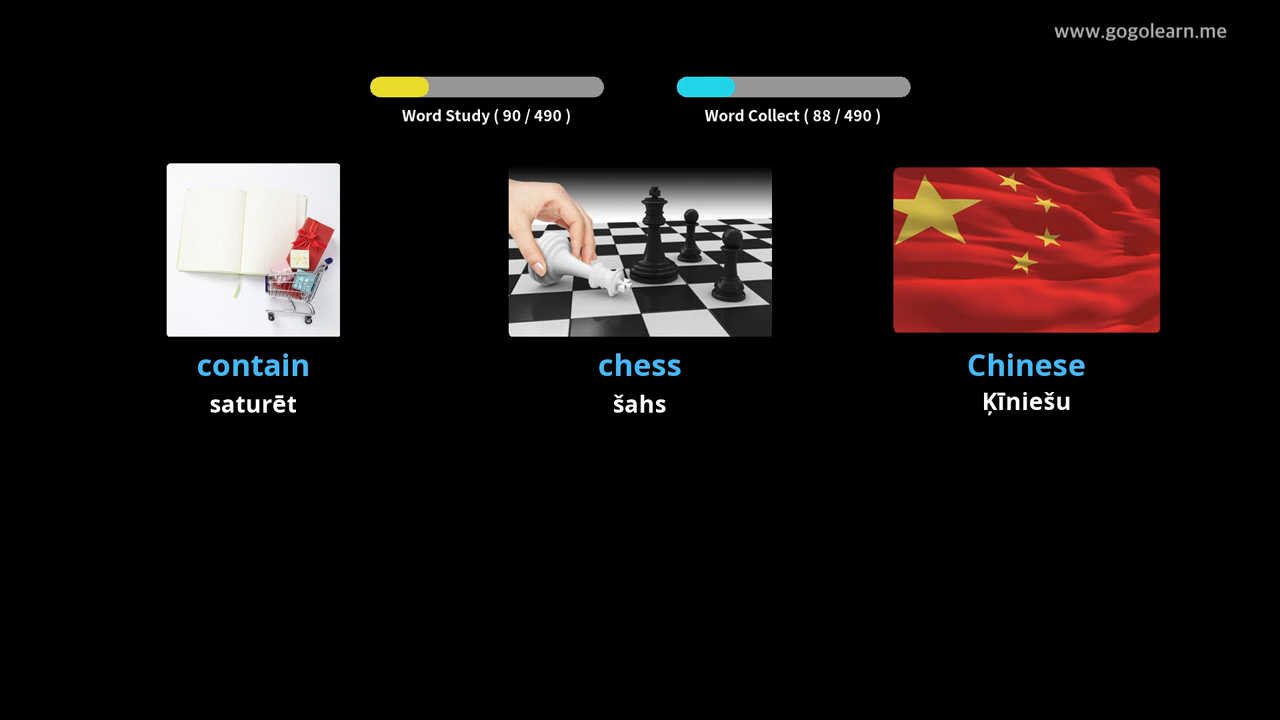 www.gogolearn.me
Word Study ( 90 / 490 )
Word Collect ( 88 / 490 )
contain
chess
Chinese
saturēt
šahs
Ķīniešu